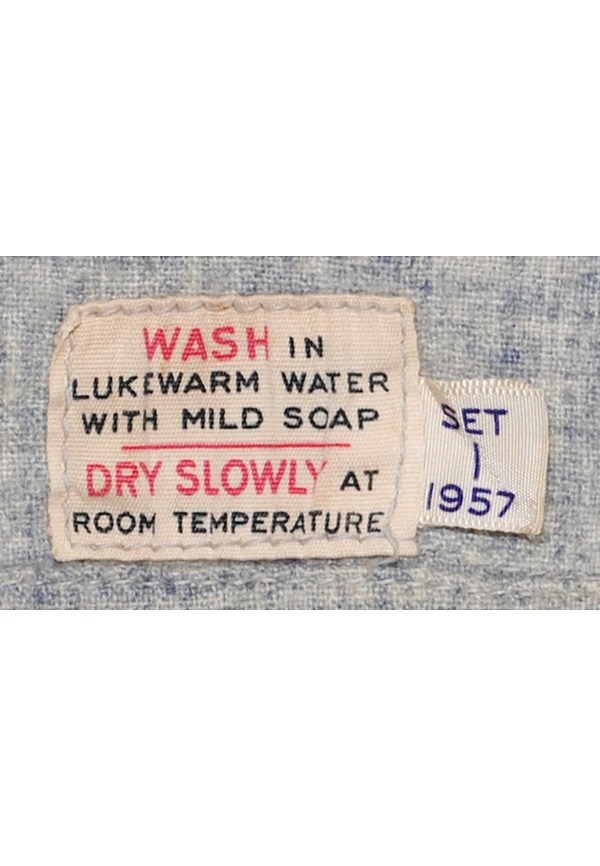 WASH IN
LUKEWARM WATER
WITH MILD SOAP
DRY SLOWLY AT
ROOM TEMPERATURE
SET
1
1957